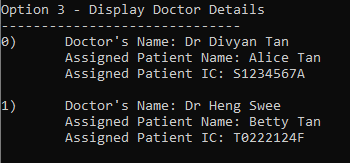 Option 3 - Display Doctor Details
------------------------------
0) Doctor's Name: Dr Divyan Tan
Assigned Patient Name: Alice Tan
Assigned Patient IC: S1234567A
1) Doctor's Name: Dr Heng Swee
Assigned Patient Name: Betty Tan
Assigned Patient IC: T0222124F